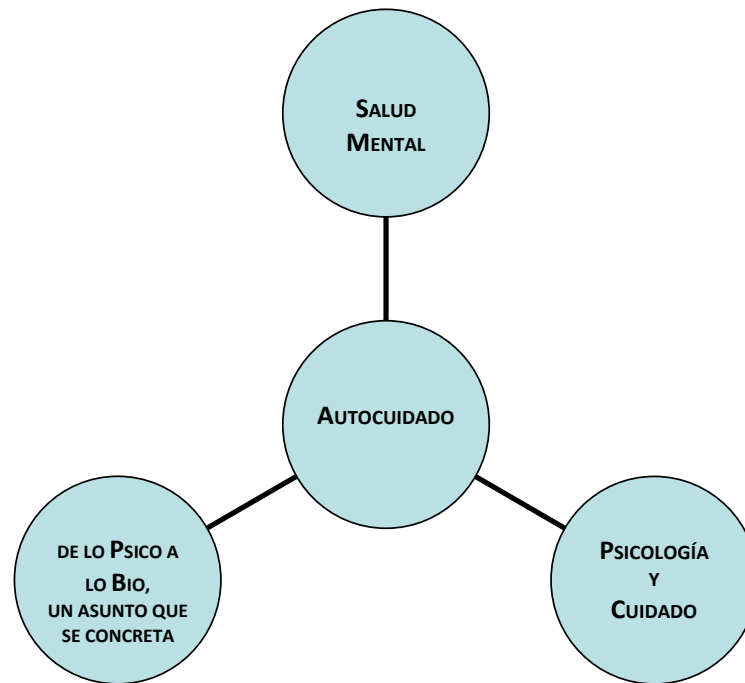 SALUD
MENTAL
AUTOCUIDADO
DE LO PSICO A
LO BIO,
UN ASUNTO QUE
SE CONCRETA
PSICOLOGÍA
Y
CUIDADO